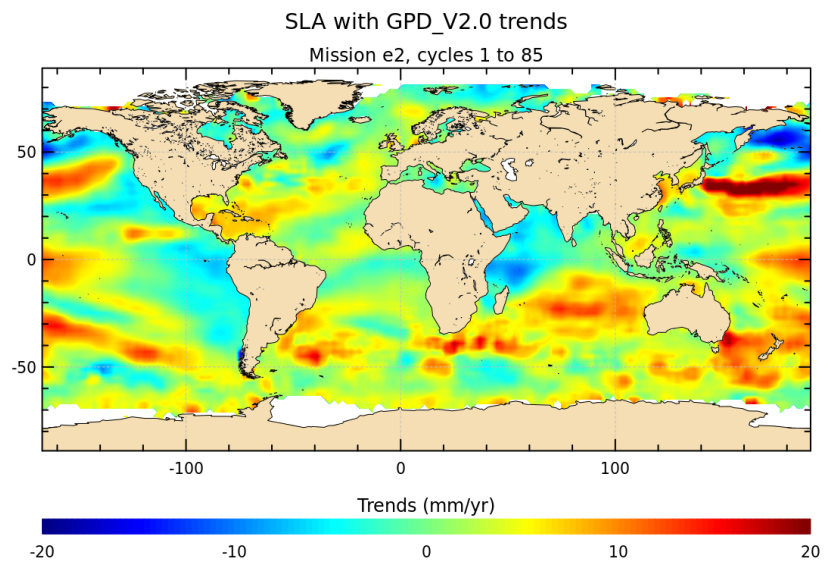 SLA with GPD_V2.0 trends
Mission e2, cycles 1 to 85
50
0
-50
-100 0 100
Trends (mm/yr)
-20 -10 0 10 20